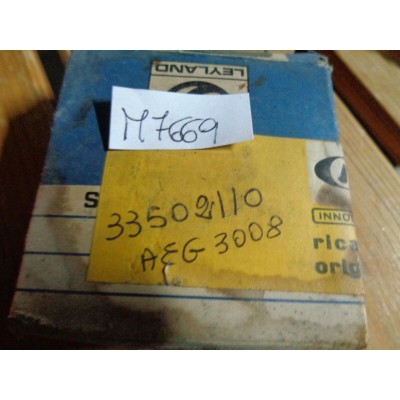 LEYLAND
M7669
S
33502110
AEG 3008
INNO
rica
orig